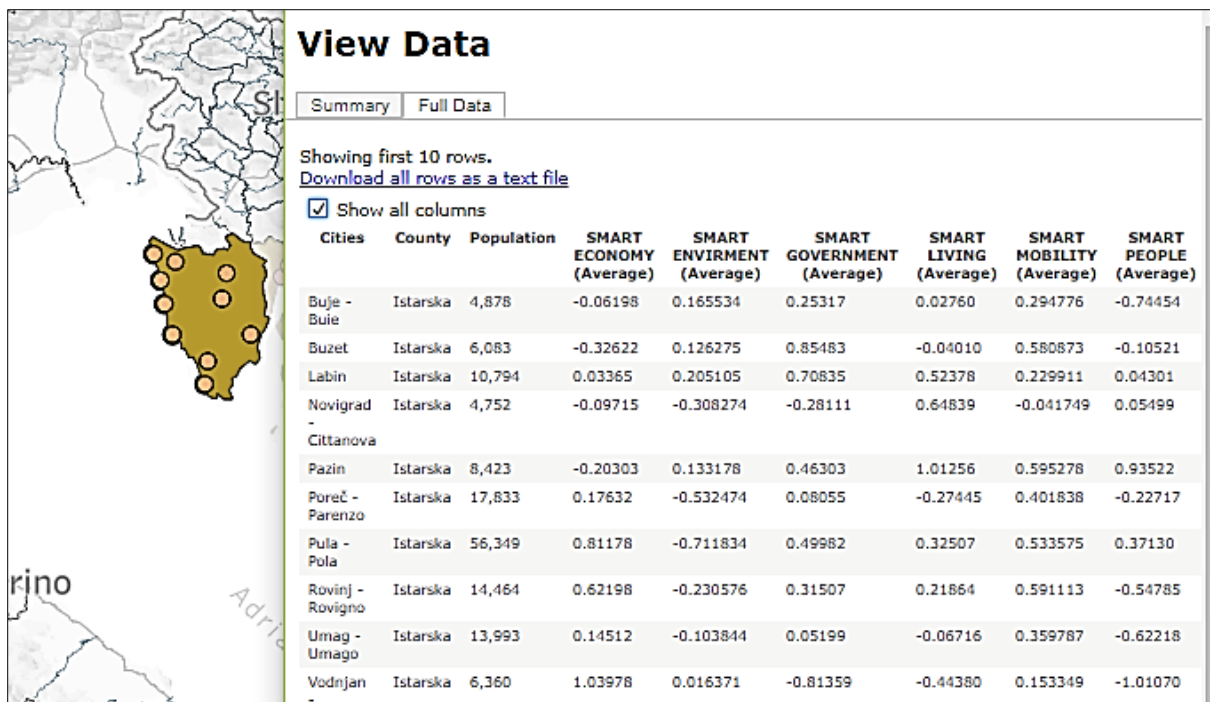 View Data
Sl
Summary Full Data
Showing first 10 rows.
Download all rows as a text file
Show all columns
Cities County Population SMART SMART SMART SMART SMART SMART
ECONOMY ENVIRMENT GOVERNMENT LIVING MOBILITY PEOPLE
(Average) (Average) (Average) (Average) (Average) (Average)
Buje - Istarska 4,878 -0.06198 0.165534 0.25317 0.02760 0.294776 -0.74454
Buie
Buzet Istarska 6,083 -0.32622 0.126275 0.85483 -0.04010 0.580873 -0.10521
Labin Istarska 10,794 0.03365 0.205105 0.70835 0.52378 0.229911 0.04301
Novigrad Istarska 4,752 -0.09715 -0.308274 -0.28111 0.64839 -0.041749 0.05499
-
Cittanova
Pazin Istarska 8,423 -0.20303 0.133178 0.46303 1.01256 0.595278 0.93522
Poreč - Istarska 17,833 0.17632 -0.532474 0.08055 -0.27445 0.401838 -0.22717
Parenzo
Pula - Istarska 56,349 0.81178 -0.711834 0.49982 0.32507 0.533575 0.37130
Pola
rino
Adria
Rovinj - Istarska 14,464 0.62198 -0.230576 0.31507 0.21864 0.591113 -0.54785
Rovigno
Umag - Istarska 13,993 0.14512 -0.103844 0.05199 -0.06716 0.359787 -0.62218
Umago
Vodnjan Istarska 6,360 1.03978 0.016371 -0.81359 -0.44380 0.153349 -1.01070
-